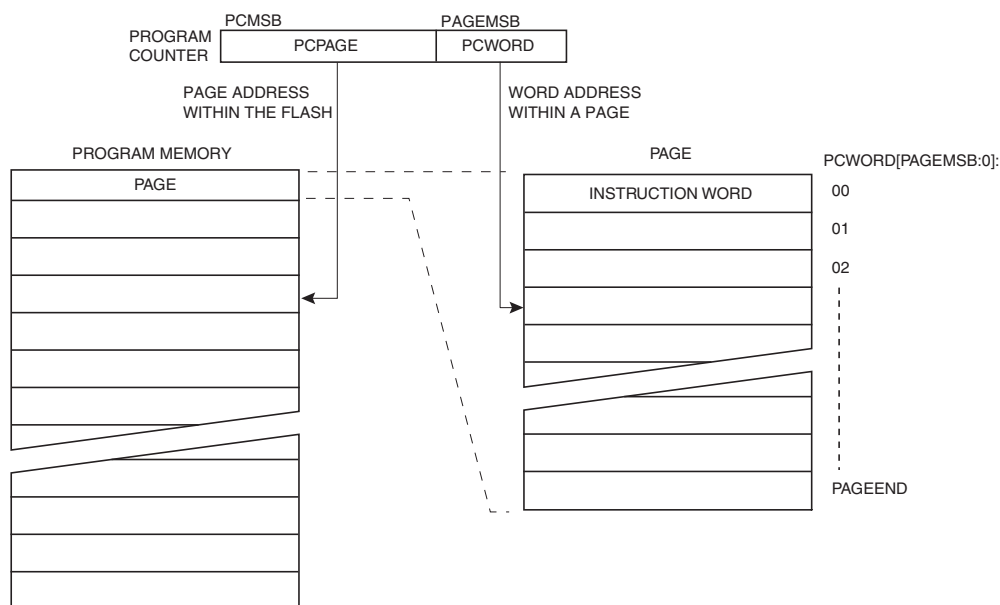 PCMSB
PAGEMSB
PROGRAM
COUNTER
PCPAGE
PCWORD
PAGE ADDRESS
WITHIN THE FLASH
WORD ADDRESS
WITHIN A PAGE
PROGRAM MEMORY
PAGE
PAGE
INSTRUCTION WORD
PCWORD[PAGEMSB:0]:
00
01
02
PAGEEND